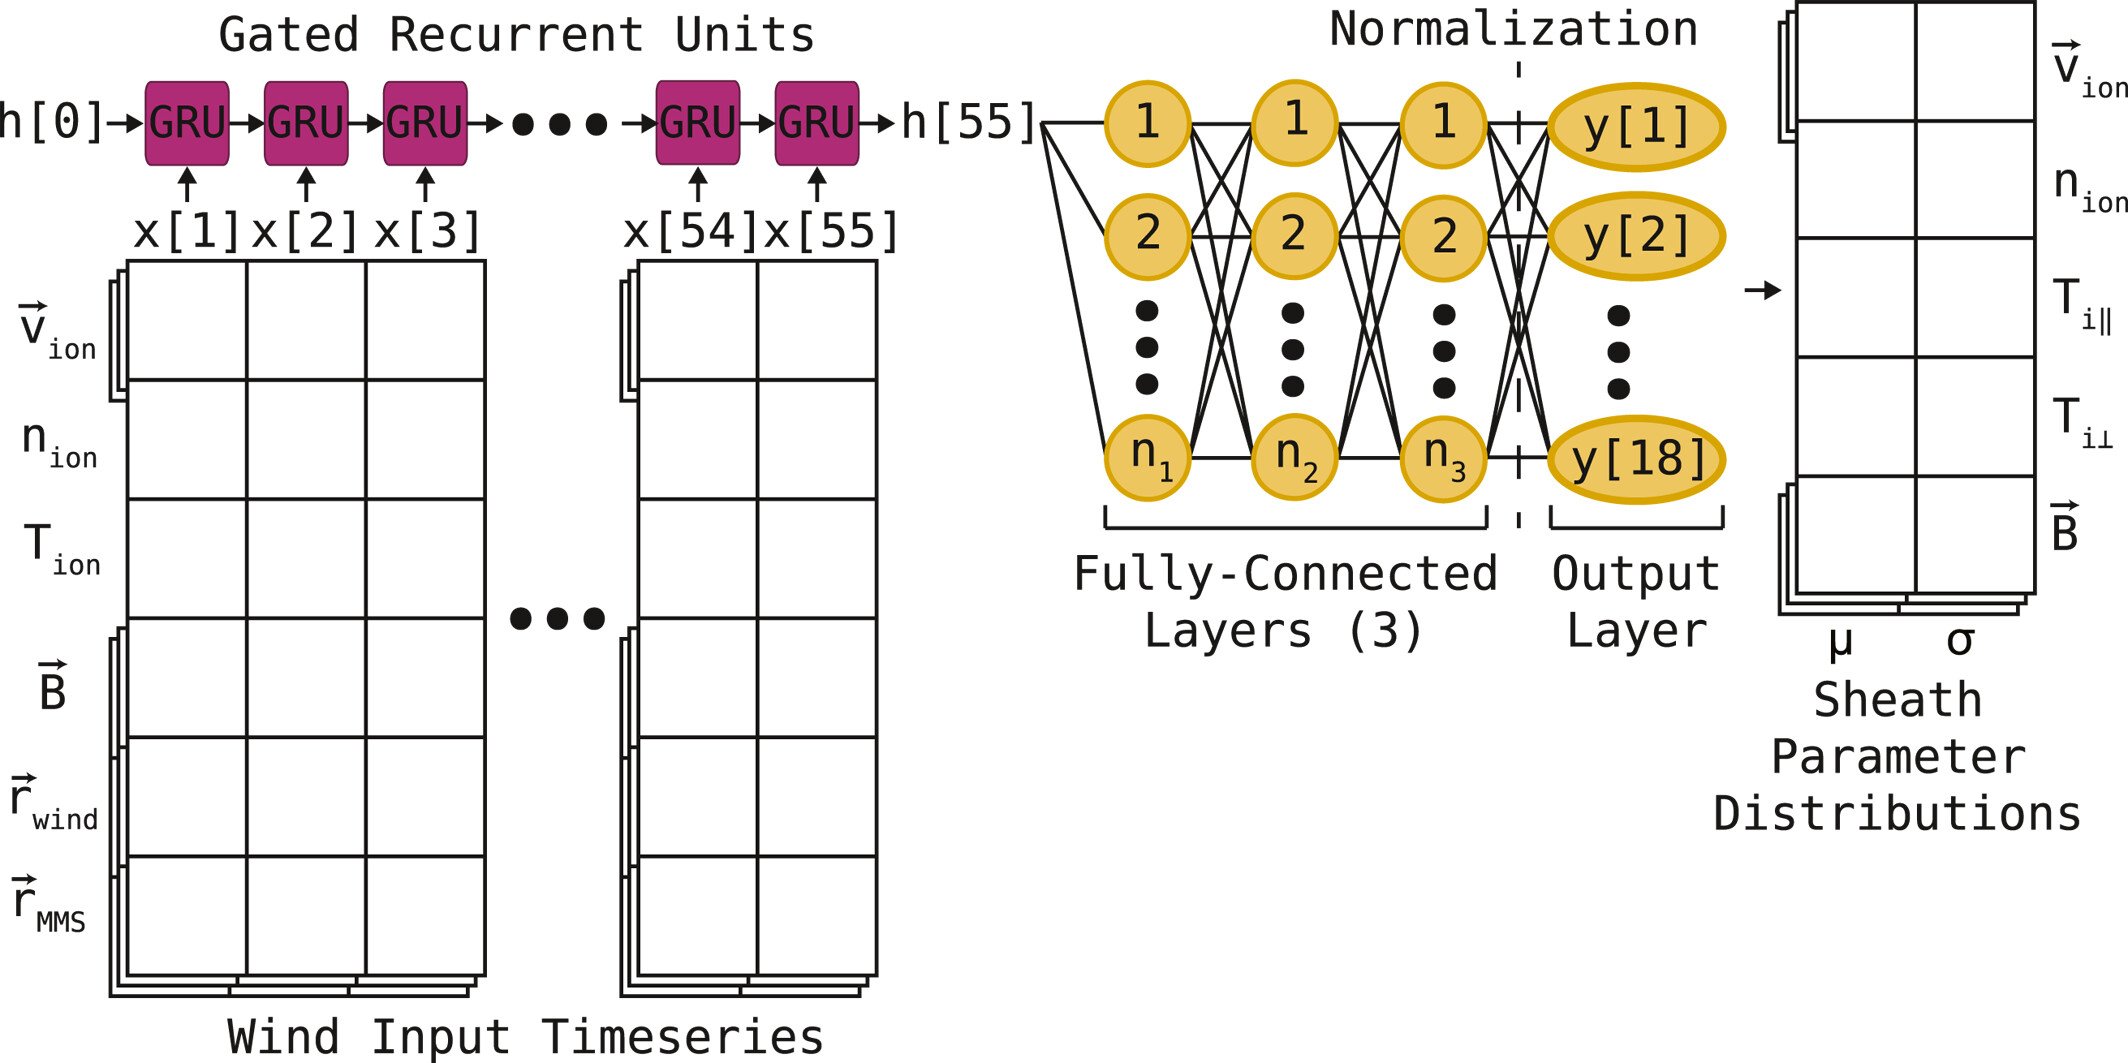 Gated Recurrent Units
h[0] GRU GRU GRU GRU GRU h[55]
x[1] x[2] x[3] x[54] x[55]
v⃗ion
nion
Tion
B⃗
r⃗wind
r⃗MMS
Wind Input Timeseries
Normalization
1 1 1 y[1]
2 2 2 y[2]
n1 n2 n3 y[18]
Fully-Connected
Layers (3)
Output
Layer
v⃗ion
nion
Ti∥
Ti⊥
B⃗
μ σ
Sheath
Parameter
Distributions